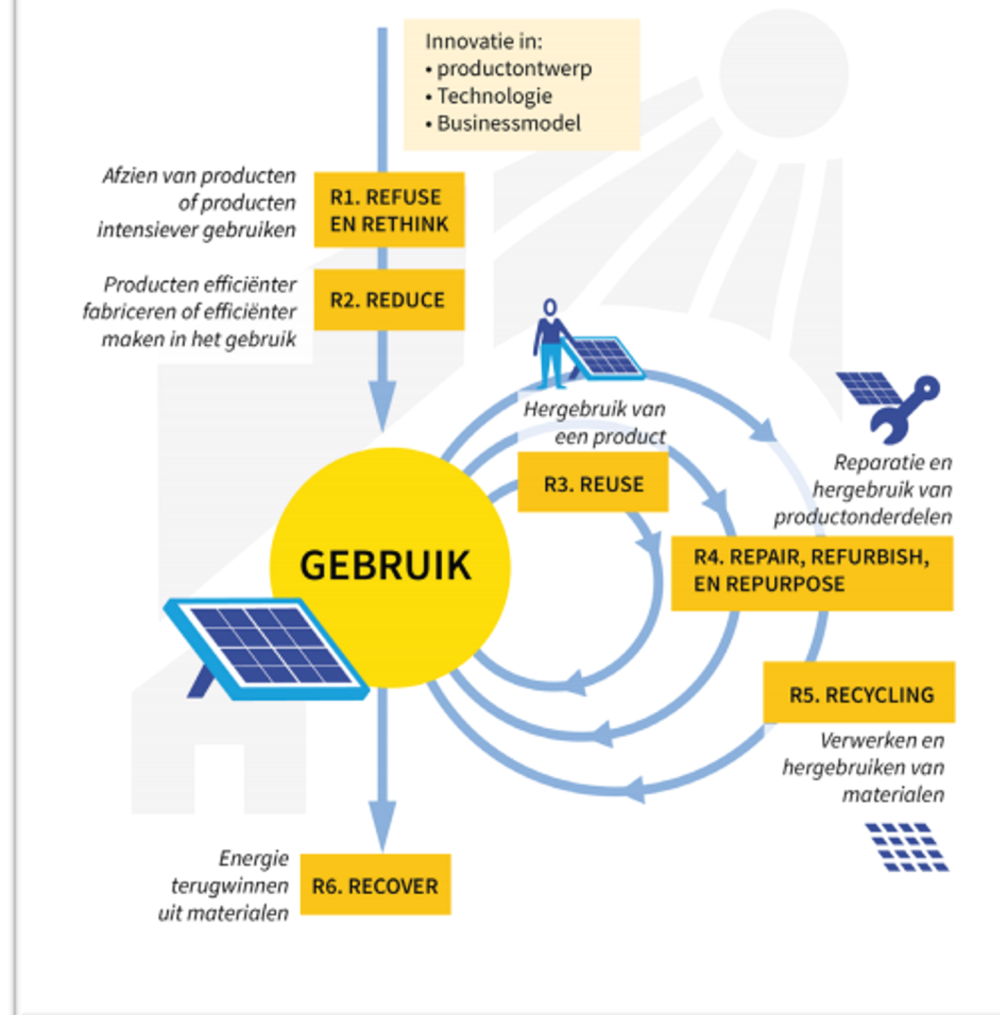 Innovatie in:
• productontwerp
• Technologie
• Businessmodel
Afzien van producten
of producten
intensiever gebruiken
R1. REFUSE
EN RETHINK
Producten efficiënter
fabriceren of efficiënter
maken in het gebruik
R2. REDUCE
Hergebruik van
een product
R3. REUSE
Reparatie en
hergebruik van
productonderdelen
R4. REPAIR, REFURBISH,
EN REPURPOSE
GEBRUIK
R5. RECYCLING
Verwerken en
hergebruiken van
materialen
Energie
terugwinnen
uit materialen
R6. RECOVER